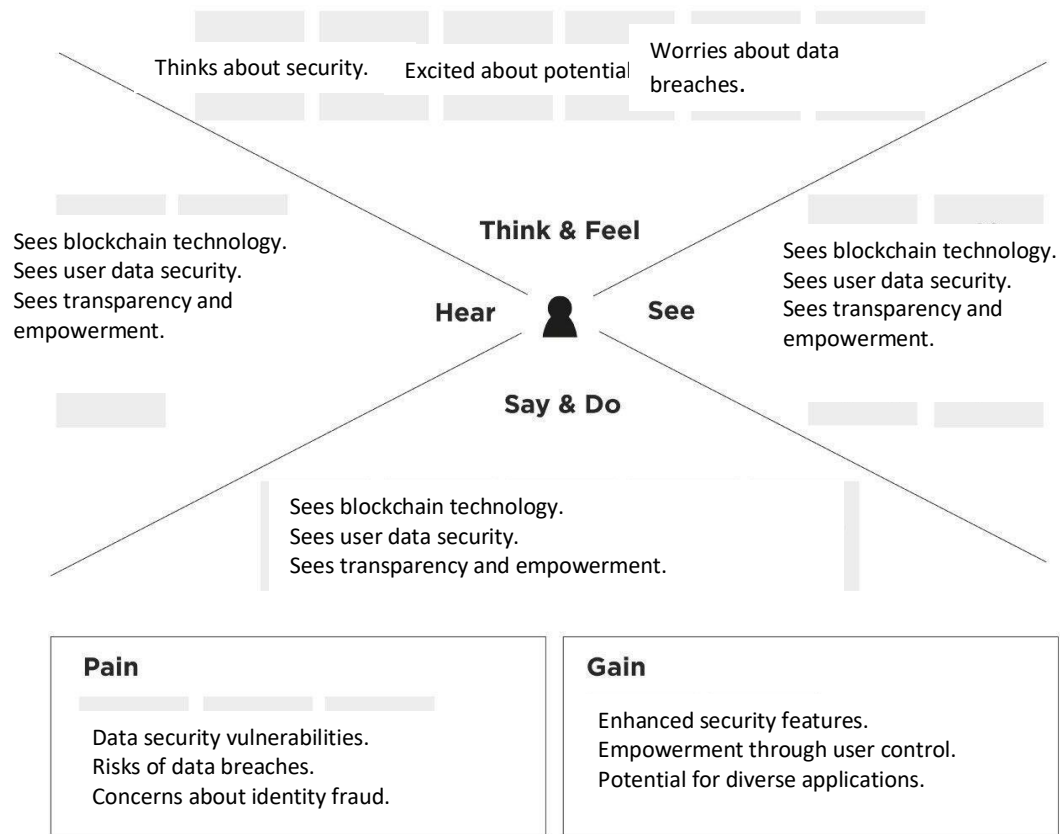 Thinks about security.
Excited about potential
Worries about data
breaches.
Think & Feel
Sees blockchain technology.
Sees user data security.
Sees transparency and
empowerment.
Hear
See
Sees blockchain technology.
Sees user data security.
Sees transparency and
empowerment.
Say & Do
Sees blockchain technology.
Sees user data security.
Sees transparency and empowerment.
Pain
Data security vulnerabilities.
Risks of data breaches.
Concerns about identity fraud.
Gain
Enhanced security features.
Empowerment through user control.
Potential for diverse applications.